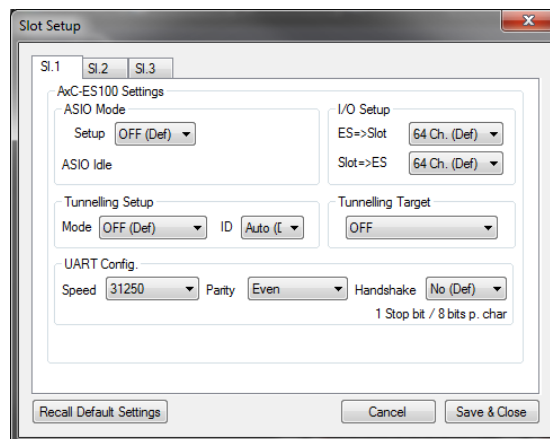 Slot Setup
Sl.1 Sl.2 Sl.3
AxC-ES100 Settings
ASIO Mode
Setup OFF (Def)
ASIO Idle
I/O Setup
ES=>Slot 64 Ch. (Def)
Slot=>ES 64 Ch. (Def)
Tunnelling Setup
Mode OFF (Def) ID Auto (D
Tunnelling Target
OFF
UART Config.
Speed 31250 Parity Even Handshake No (Def)
1 Stop bit / 8 bits p. char
Recall Default Settings Cancel Save & Close